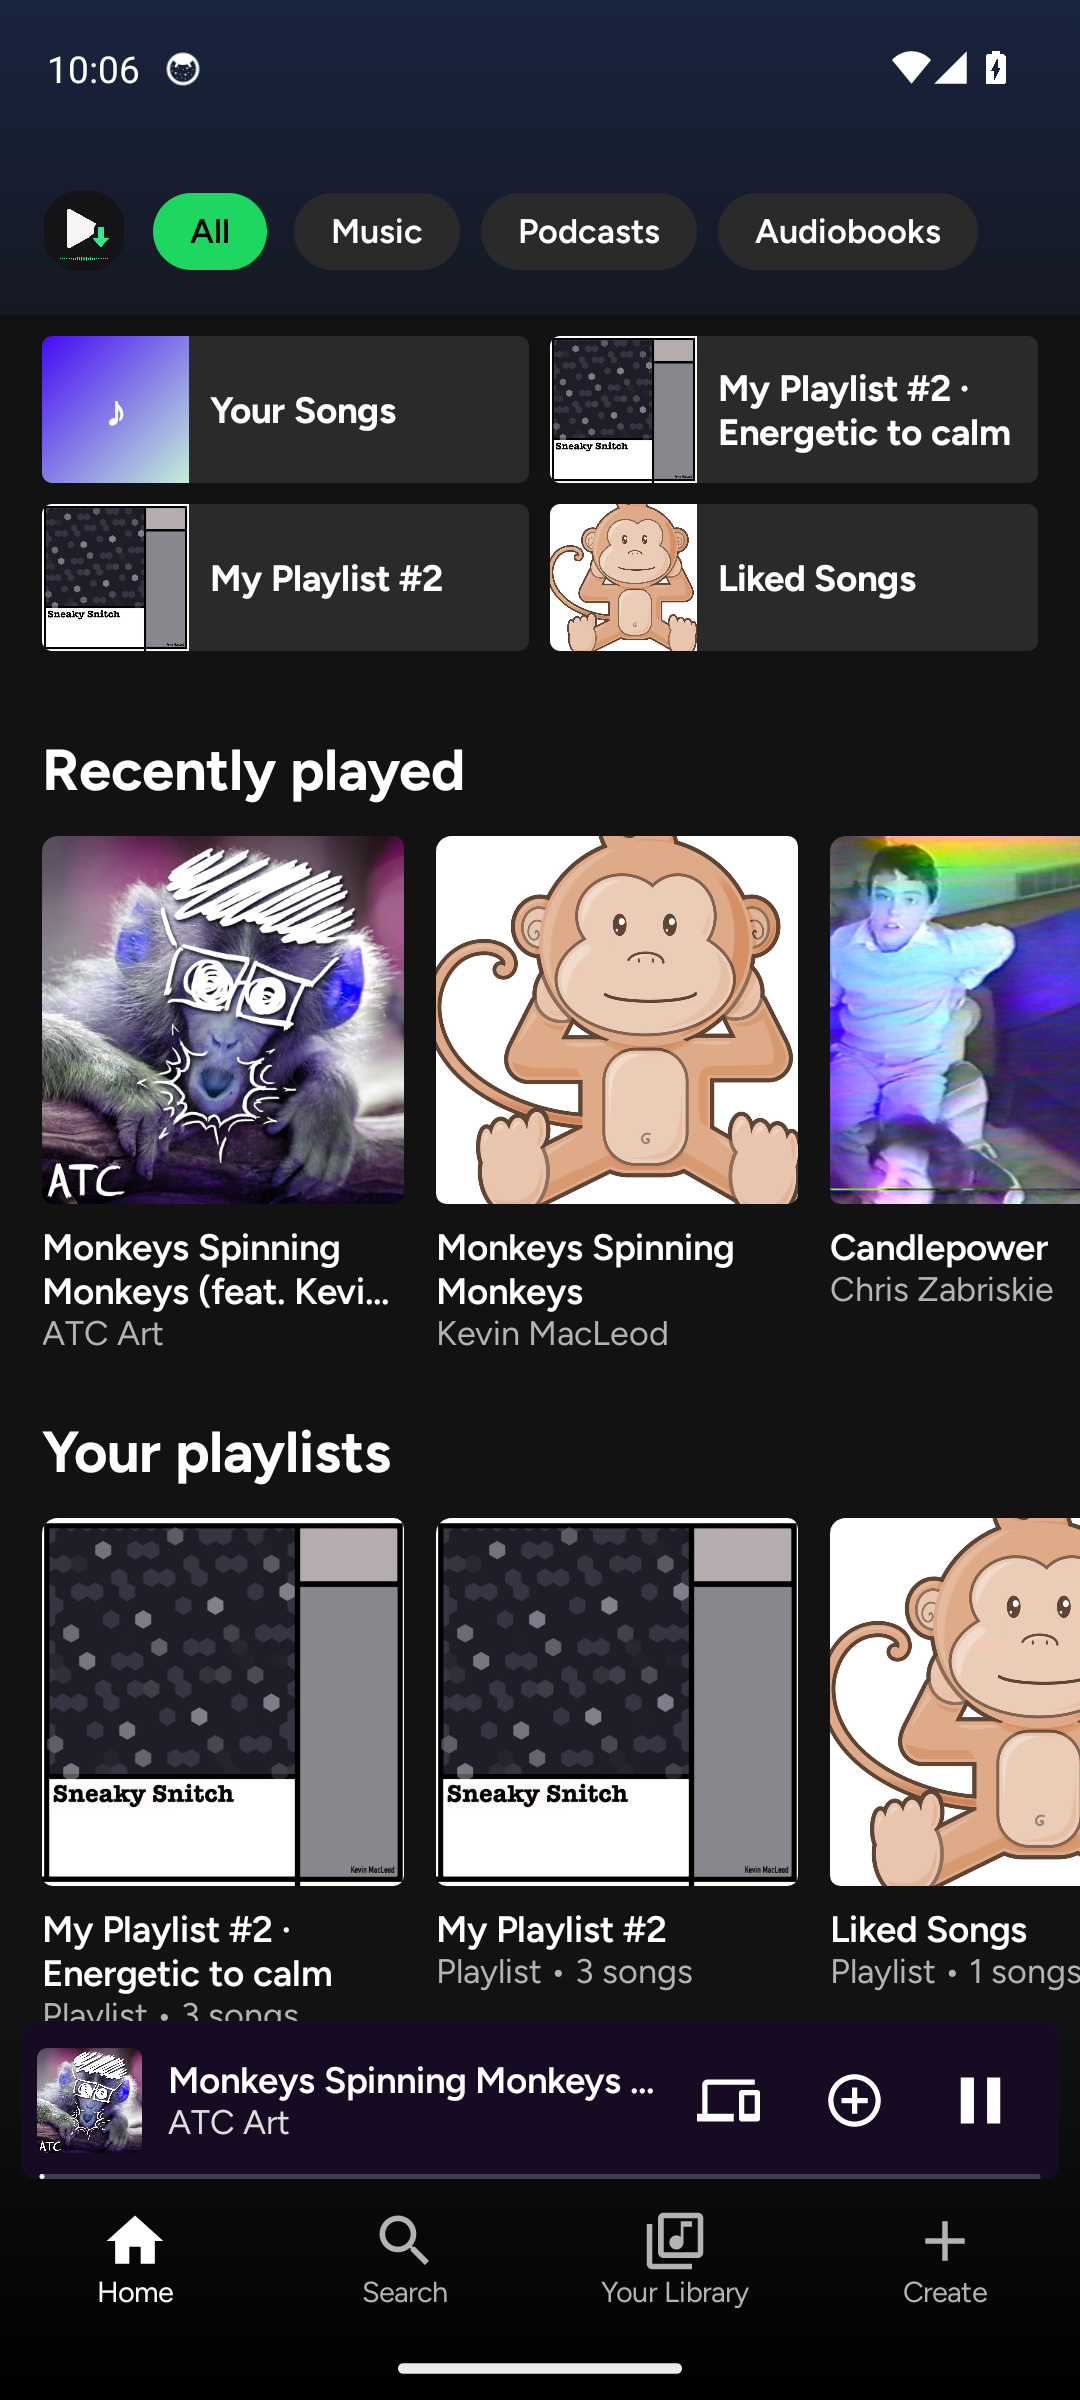 10:06
All
Music
Podcasts
Audiobooks
♪
Your Songs
Sneaky Snitch
My Playlist #2 ·
Energetic to calm
Sneaky Snitch
My Playlist #2
G
Liked Songs
Recently played
ATC
G
Monkeys Spinning
Monkeys (feat. Kevi...
ATC Art
Monkeys Spinning
Monkeys
Kevin MacLeod
Candlepower
Chris Zabriskie
Your playlists
Sneaky Snitch
Kevin MacLeod
Sneaky Snitch
Kevin MacLeod
G
My Playlist #2 ·
Energetic to calm
Playlist • 3 songs
My Playlist #2
Playlist • 3 songs
Liked Songs
Playlist • 1 songs
ATC
Monkeys Spinning Monkeys ...
ATC Art
Home
Search
Your Library
Create